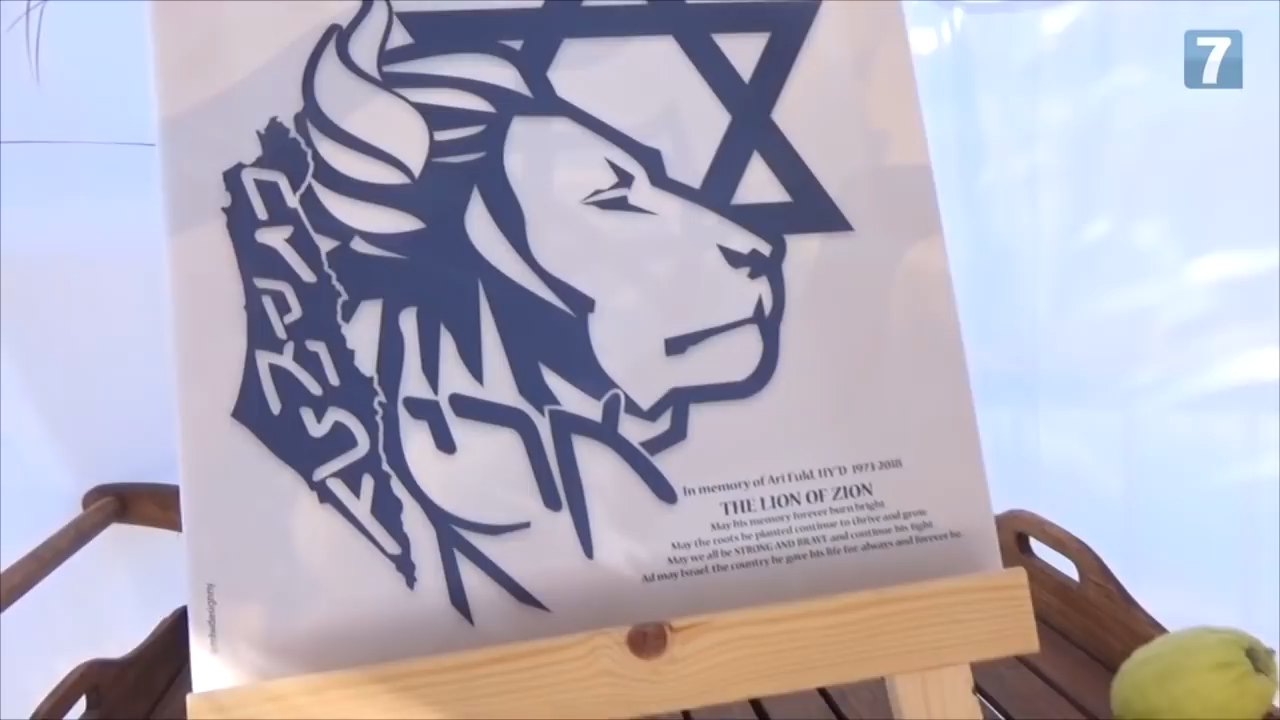 7
ארי
In memory of Ari Fuld, HY'D 1973-2018
THE LION OF ZION
May his memory forever burn bright
May the roots he planted continue to thrive and grow
May we all be STRONG AND BRAVE and continue his fight
Ad may Israel, the country he gave his life for always and forever be.